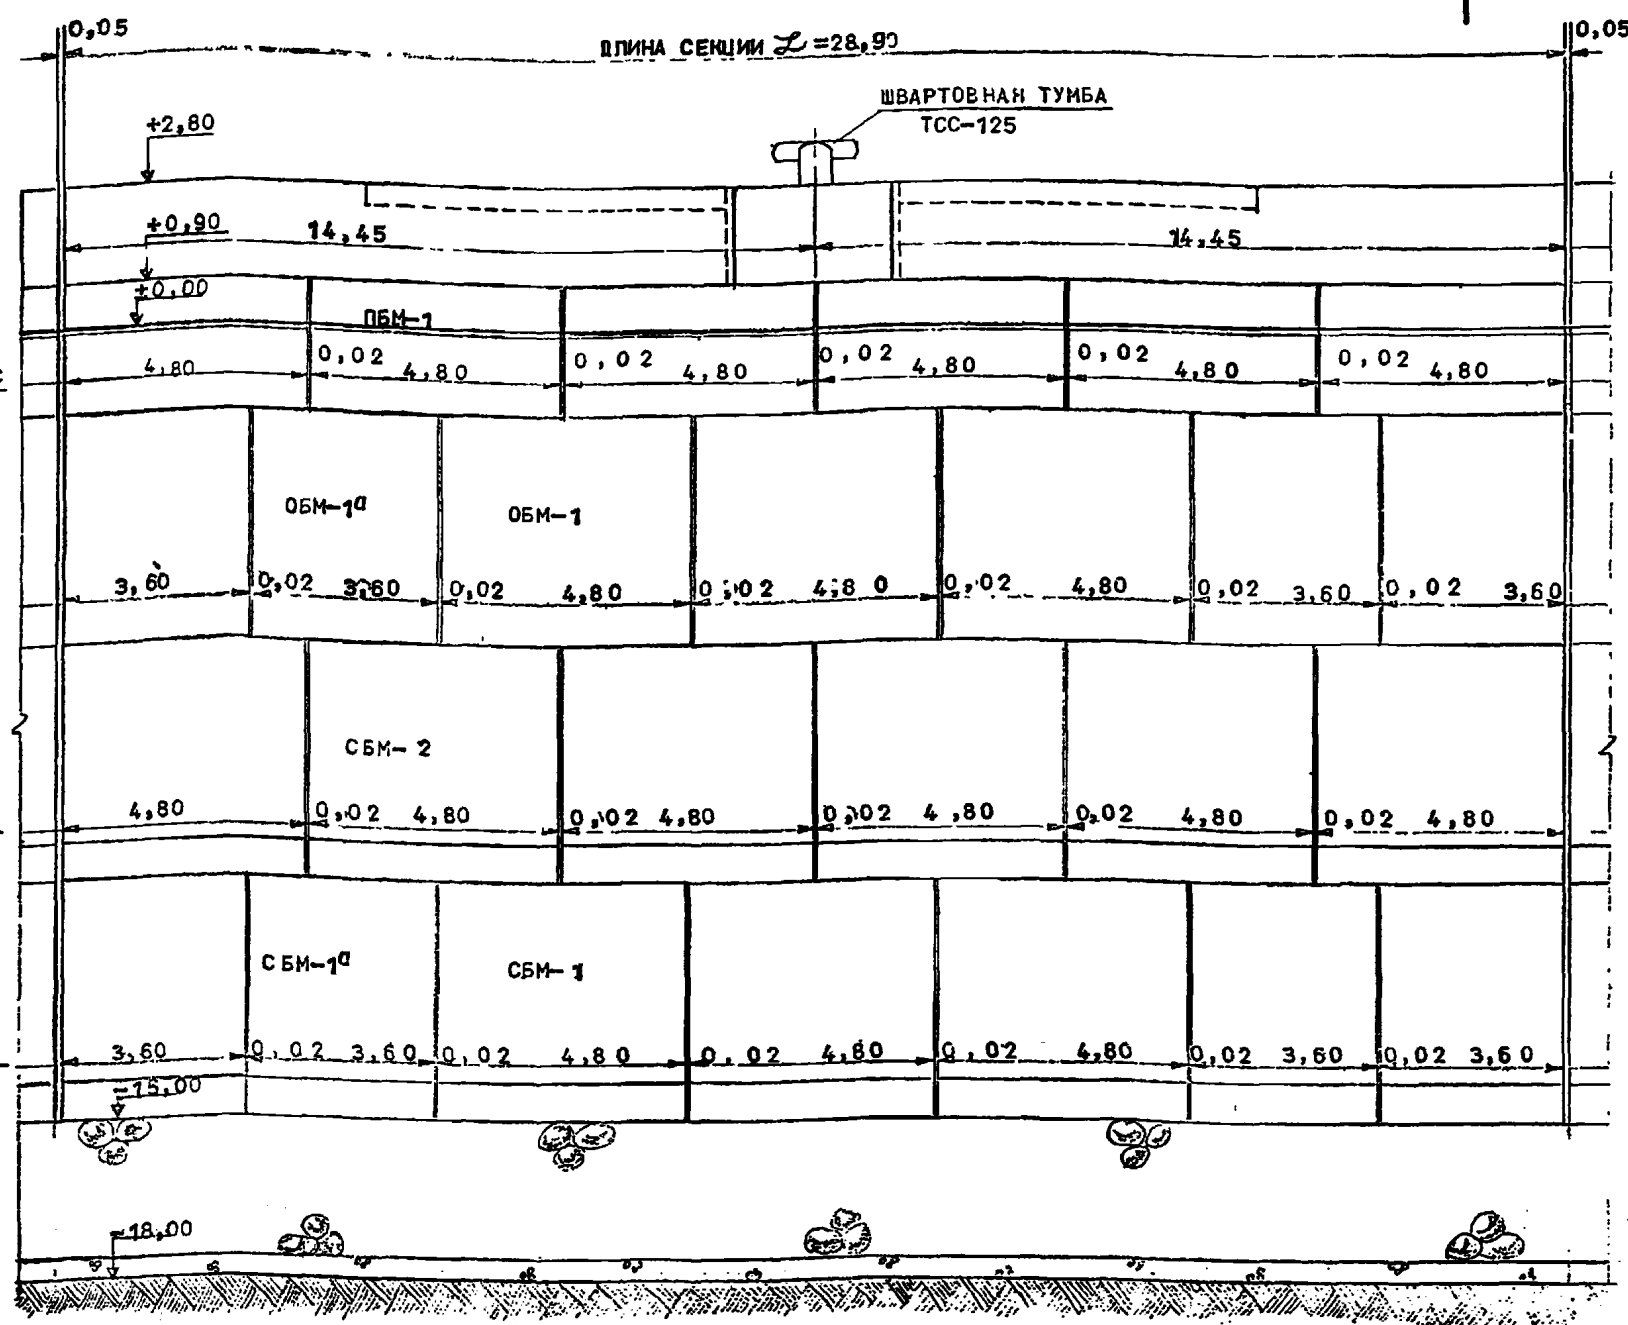 0,05
0,05
ДЛИНА СЕКЦИИ L=28,90
ШВАРТОВНАЯ ТУМБА
ТСС-125
+2,80
+0,90
14,45
14,45
±0,00
ПБМ-1
4,80 0,02 4,80 0,02 4,80 0,02 4,80 0,02 4,80 0,02 4,80
ОБМ-1а ОБМ-1
3,60 0,02 3,60 0,02 4,80 0,02 4,80 0,02 4,80 0,02 3,60 0,02 3,60
СБМ-2
4,80 0,02 4,80 0,02 4,80 0,02 4,80 0,02 4,80 0,02 4,80
СБМ-1а СБМ-1
3,60 0,02 3,60 0,02 4,80 0,02 4,80 0,02 4,80 0,02 3,60 0,02 3,60
-15,00
-18,00